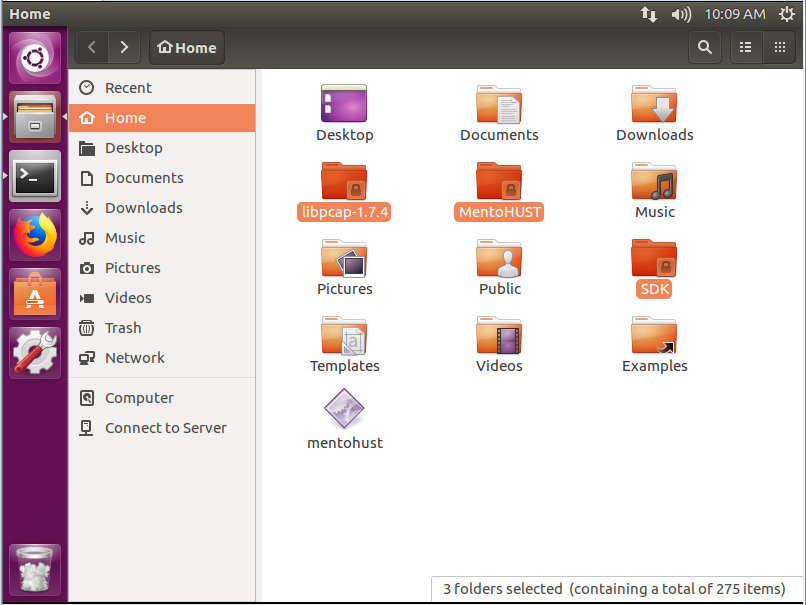 Home
10:09 AM
Home
Recent
Home
Desktop
Documents
Downloads
Music
Pictures
Videos
Trash
Network
Computer
Connect to Server
Desktop
Documents
Downloads
libpcap-1.7.4
MentoHUST
Music
Pictures
Public
SDK
Templates
Videos
Examples
mentohust
3 folders selected (containing a total of 275 items)